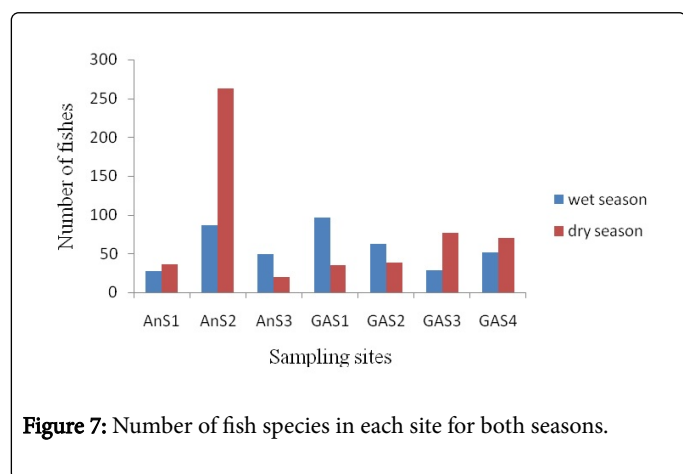 300
250
200
150
100
50
0
Number of fishes
AnS1 AnS2 AnS3 GAS1 GAS2 GAS3 GAS4
Sampling sites
wet season
dry season
Figure 7: Number of fish species in each site for both seasons.